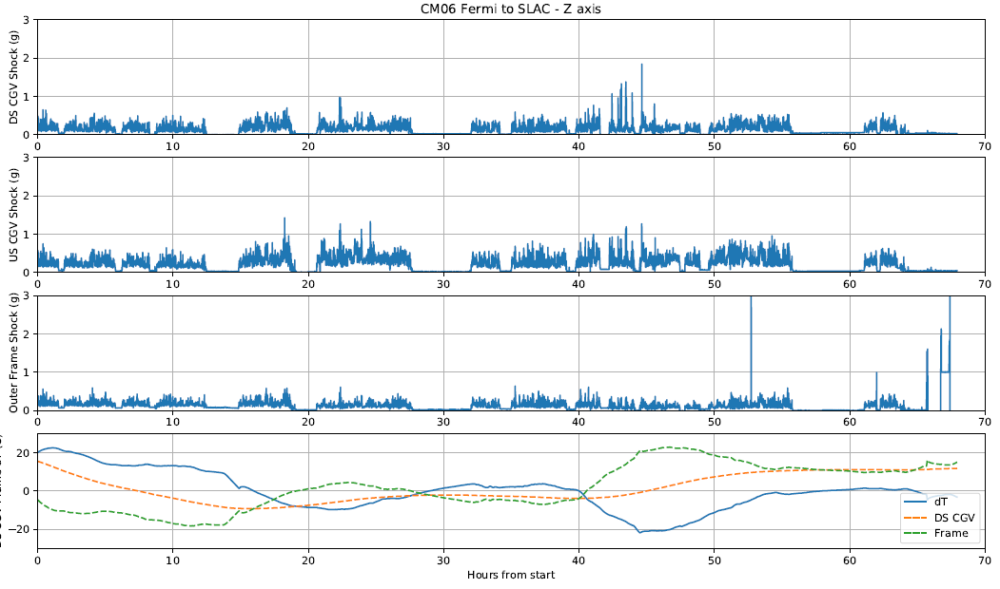 CM06 Fermi to SLAC - Z axis
DS CGV Shock (g)
3
2
1
0
0 10 20 30 40 50 60 70
US CGV Shock (g)
3
2
1
0
0 10 20 30 40 50 60 70
Outer Frame Shock (g)
3
2
1
0
0 10 20 30 40 50 60 70
20
0
−20
dT
DS CGV
Frame
0 10 20 30 40 50 60 70
Hours from start